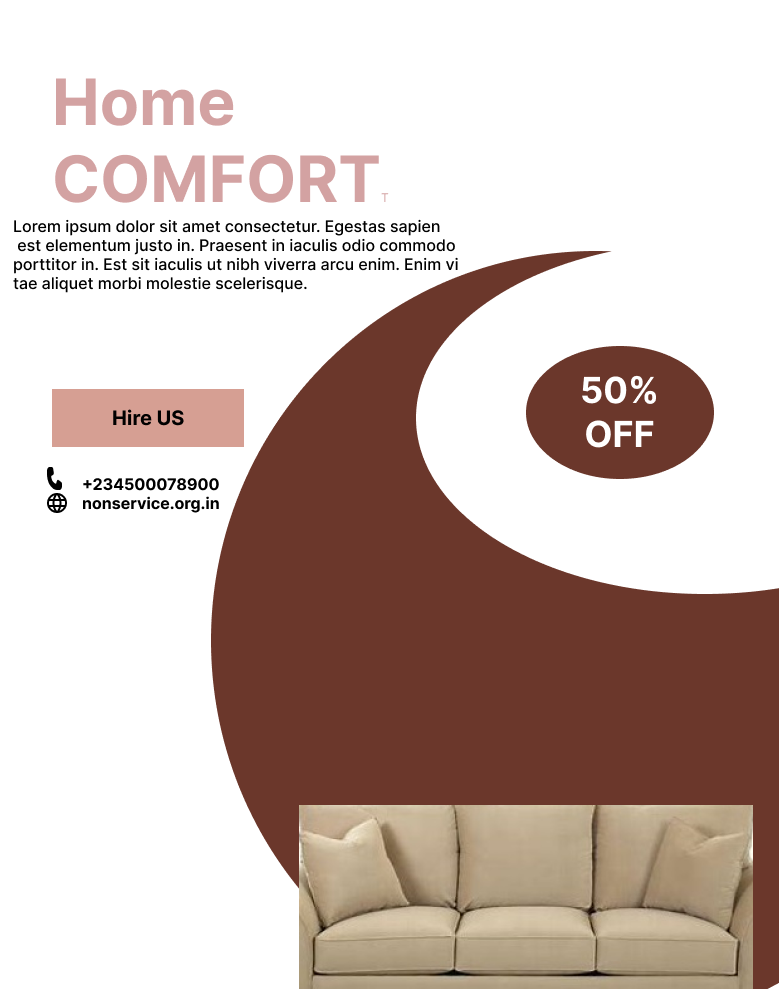 Home
COMFORT
T
Lorem ipsum dolor sit amet consectetur. Egestas sapien
est elementum justo in. Praesent in iaculis odio commodo
porttitor in. Est sit iaculis ut nibh viverra arcu enim. Enim vi
tae aliquet morbi molestie scelerisque.
50%
OFF
Hire US
+234500078900
nonservice.org.in